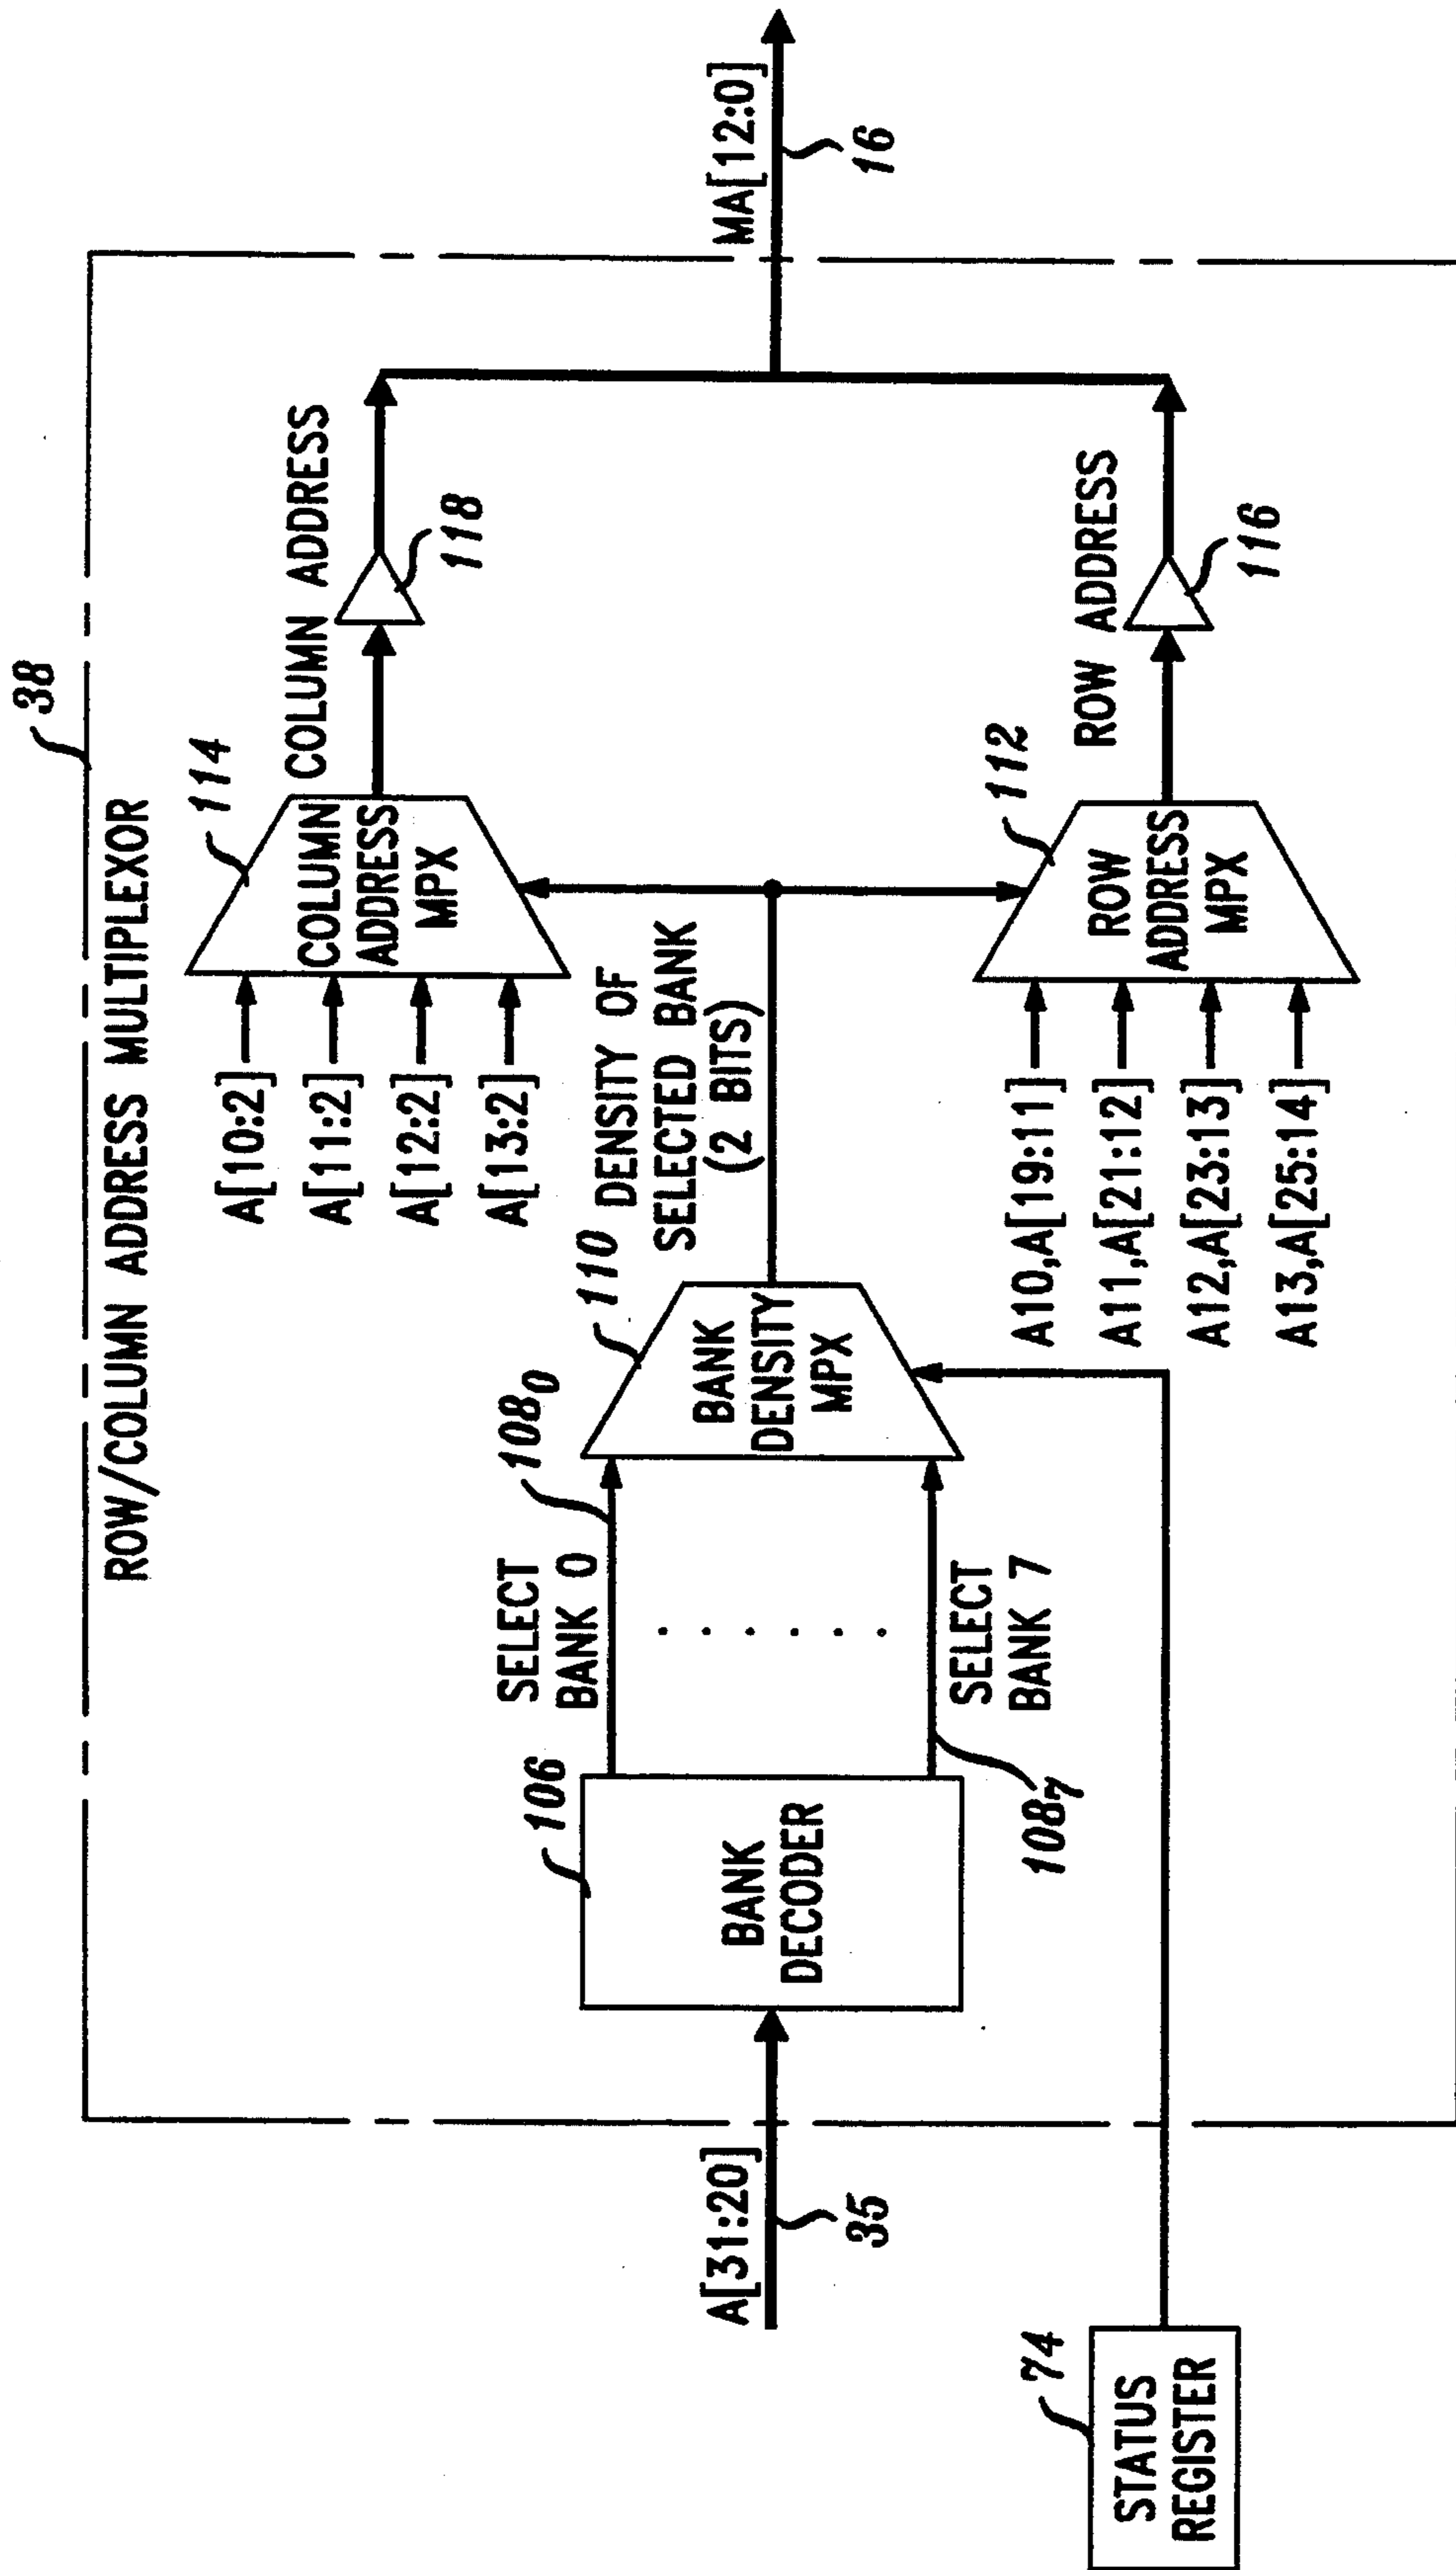 38
ROW/COLUMN ADDRESS MULTIPLEXOR
A[31:20]
35
STATUS
REGISTER
74
BANK
DECODER
106
SELECT
BANK 0
108₀
SELECT
BANK 7
108₇
BANK
DENSITY
MPX
110
DENSITY OF
SELECTED BANK
(2 BITS)
A[10:2]
A[11:2]
A[12:2]
A[13:2]
COLUMN
ADDRESS
MPX
114
COLUMN ADDRESS
118
A10,A[19:11]
A11,A[21:12]
A12,A[23:13]
A13,A[25:14]
ROW
ADDRESS
MPX
112
ROW ADDRESS
116
MA[12:0]
16